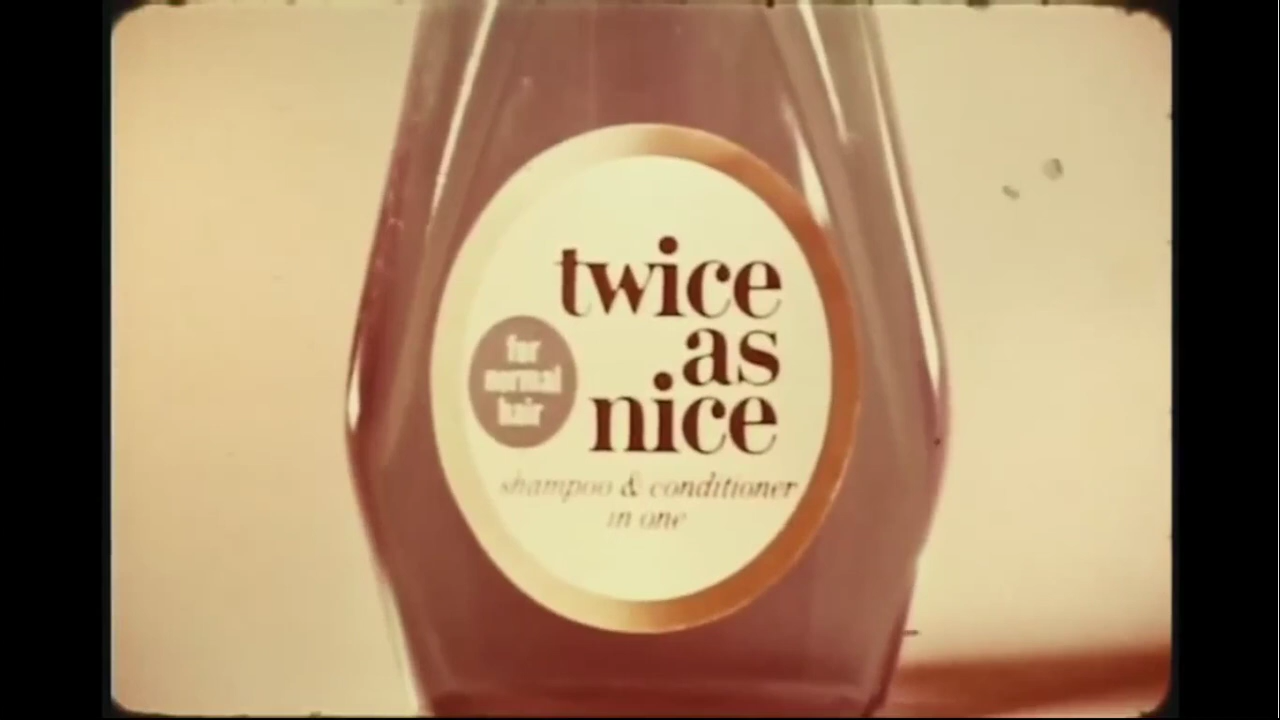 twice
as
nice
for
normal
hair
shampoo & conditioner
in one